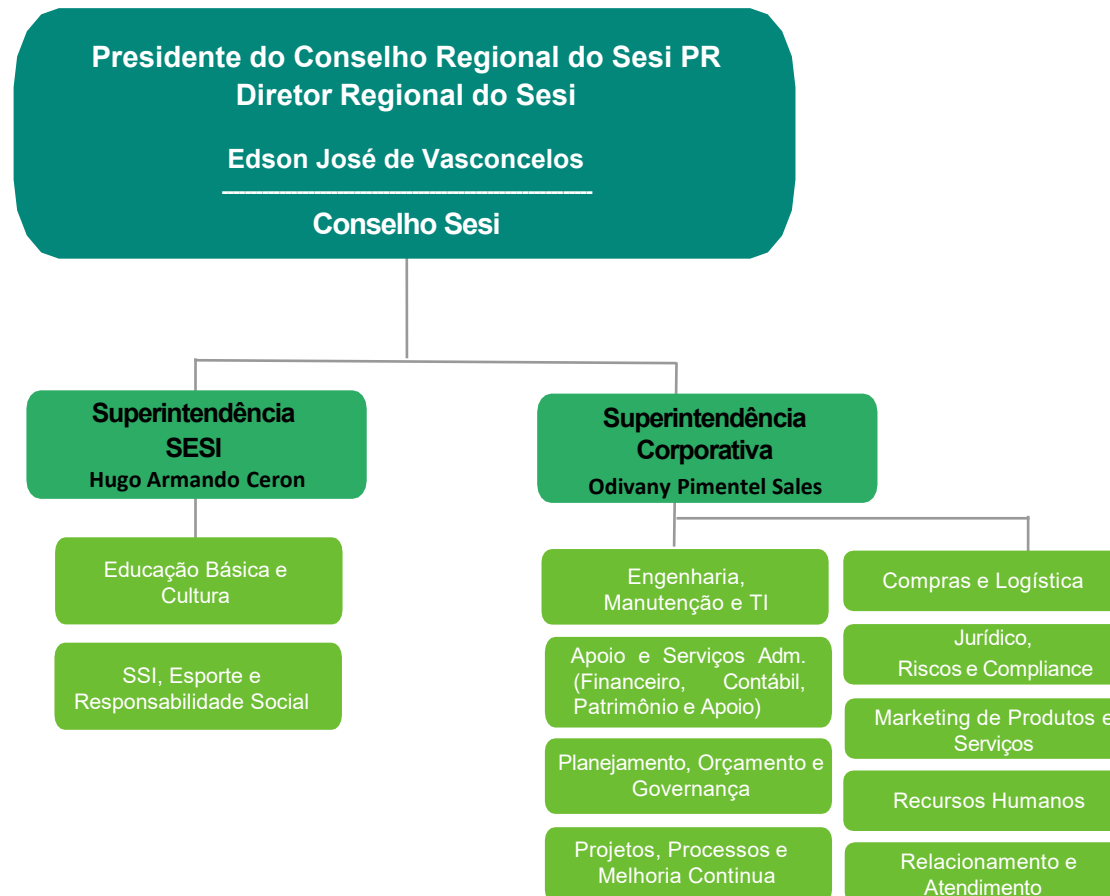 Presidente do Conselho Regional do Sesi PR
Diretor Regional do Sesi
Edson José de Vasconcelos
Conselho Sesi
Superintendência
SESI
Hugo Armando Ceron
Superintendência
Corporativa
Odivany Pimentel Sales
Educação Básica e
Cultura
SSI, Esporte e
Responsabilidade Social
Engenharia,
Manutenção e TI
Apoio e Serviços Adm.
(Financeiro, Contábil,
Patrimônio e Apoio)
Planejamento, Orçamento e
Governança
Projetos, Processos e
Melhoria Continua
Compras e Logística
Jurídico,
Riscos e Compliance
Marketing de Produtos e
Serviços
Recursos Humanos
Relacionamento e
Atendimento